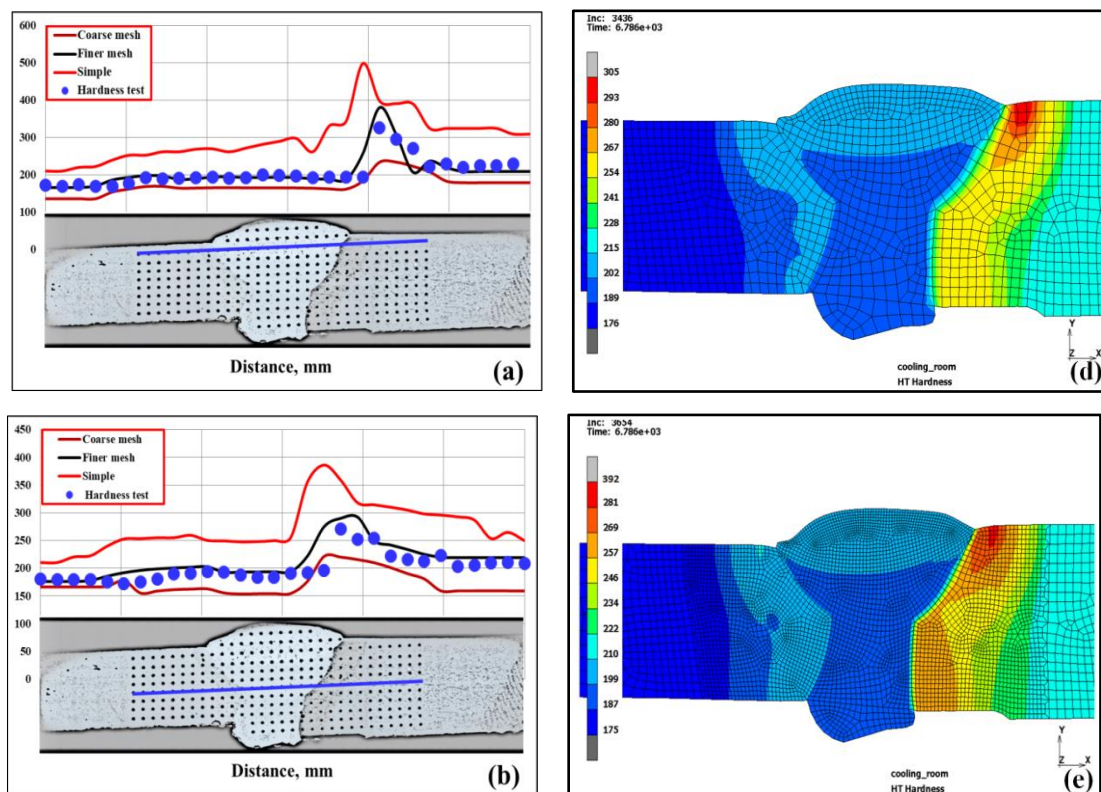 600
500
400
300
200
100
0
Coarse mesh
Finer mesh
Simple
Hardness test
Distance, mm
(a)
Inc: 3436
Time: 6.786e+03
305
293
280
267
254
241
228
215
202
189
176
Y
Z X
cooling_room
HT Hardness
(d)
450
400
350
300
250
200
150
100
50
0
Coarse mesh
Finer mesh
Simple
Hardness test
Distance, mm
(b)
Inc: 3654
Time: 6.786e+03
392
281
269
257
246
234
222
210
199
187
175
Y
Z X
cooling_room
HT Hardness
(e)